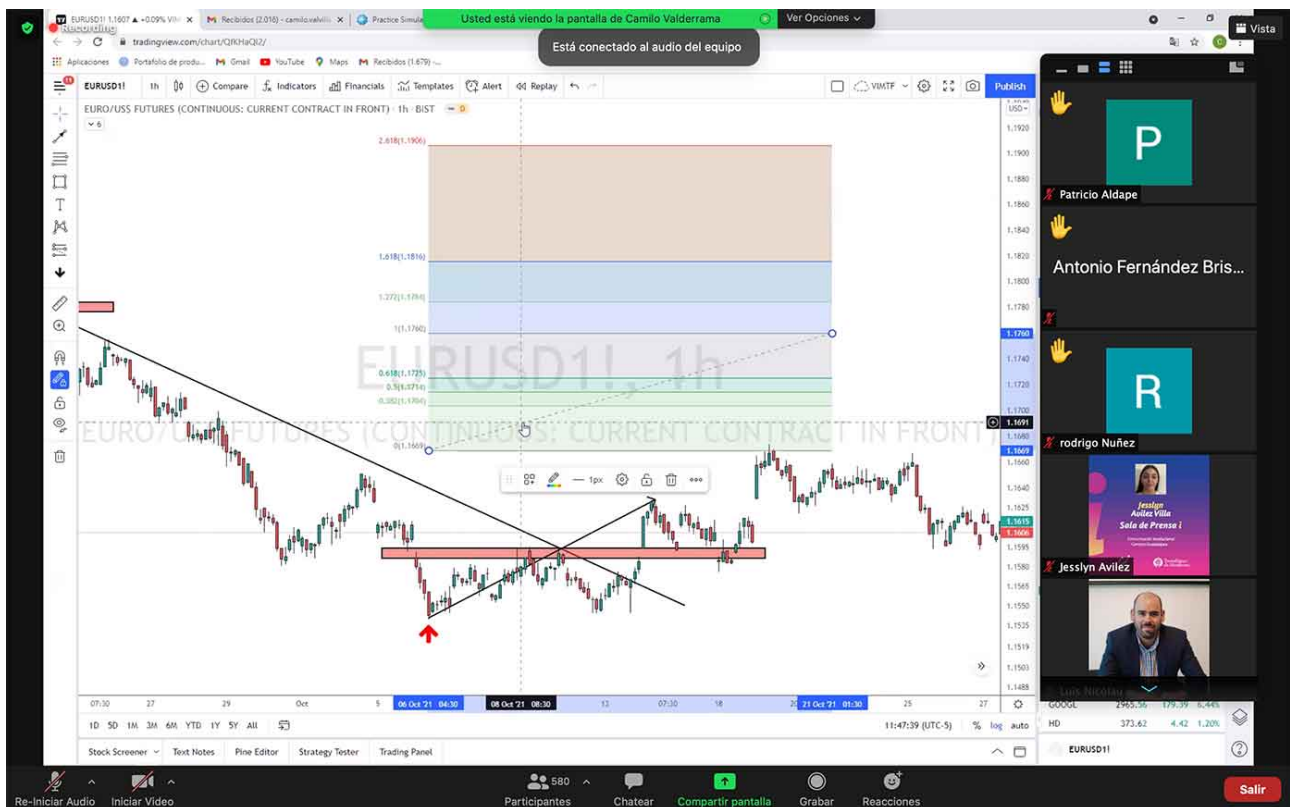 EURUSD1! 1.1607 ▲ +0.09% VIM
Recibidos (2.016) - camilo.valvill
Practice Simula
Usted está viendo la pantalla de Camilo Valderrama
Ver Opciones
Recording
Vista
Está conectado al audio del equipo
tradingview.com/chart/QfKHaQI2/
Aplicaciones
Portafolio de produ...
Gmail
YouTube
Maps
Recibidos (1.679) -...
11
EURUSD1!
1h
Compare
Indicators
Financials
Templates
Alert
Replay
VIMTF
Publish
EURO/US$ FUTURES (CONTINUOUS: CURRENT CONTRACT IN FRONT) · 1h · BIST
D
6
USD
2.618(1.1906)
1.618(1.1816)
1.272(1.1784)
1(1.1760)
0.618(1.1725)
0.5(1.1714)
0.382(1.1704)
0(1.1669)
EURUSD1!, 1h
EURO/US$ FUTURES (CONTINUOUS: CURRENT CONTRACT IN FRONT)
1px
1.1920
1.1900
1.1880
1.1860
1.1840
1.1820
1.1800
1.1780
1.1760
1.1740
1.1720
1.1700
1.1691
1.1680
1.1669
1.1660
1.1640
1.1625
1.1615
1.1606
1.1595
1.1580
1.1565
1.1550
1.1535
1.1519
1.1503
1.1488
07:30
27
29
Oct
5
06 Oct '21 04:30
08 Oct '21 08:30
13
07:30
18
20
21 Oct '21 01:30
25
27
1D 5D 1M 3M 6M YTD 1Y 5Y All
11:47:39 (UTC-5)
%
log
auto
Stock Screener
Text Notes
Pine Editor
Strategy Tester
Trading Panel
P
Patricio Aldape
Antonio Fernández Bris...
R
rodrigo Nuñez
Jesslyn
Avilez Villa
Sala de Prensa i
Jesslyn Avilez
Luis Nicolau
GOOGL 2965.56 179.39 6.44%
HD 373.62 4.42 1.20%
EURUSD1!
Re-Iniciar Audio
Iniciar Video
580
Participantes
Chatear
Compartir pantalla
Grabar
Reacciones
Salir